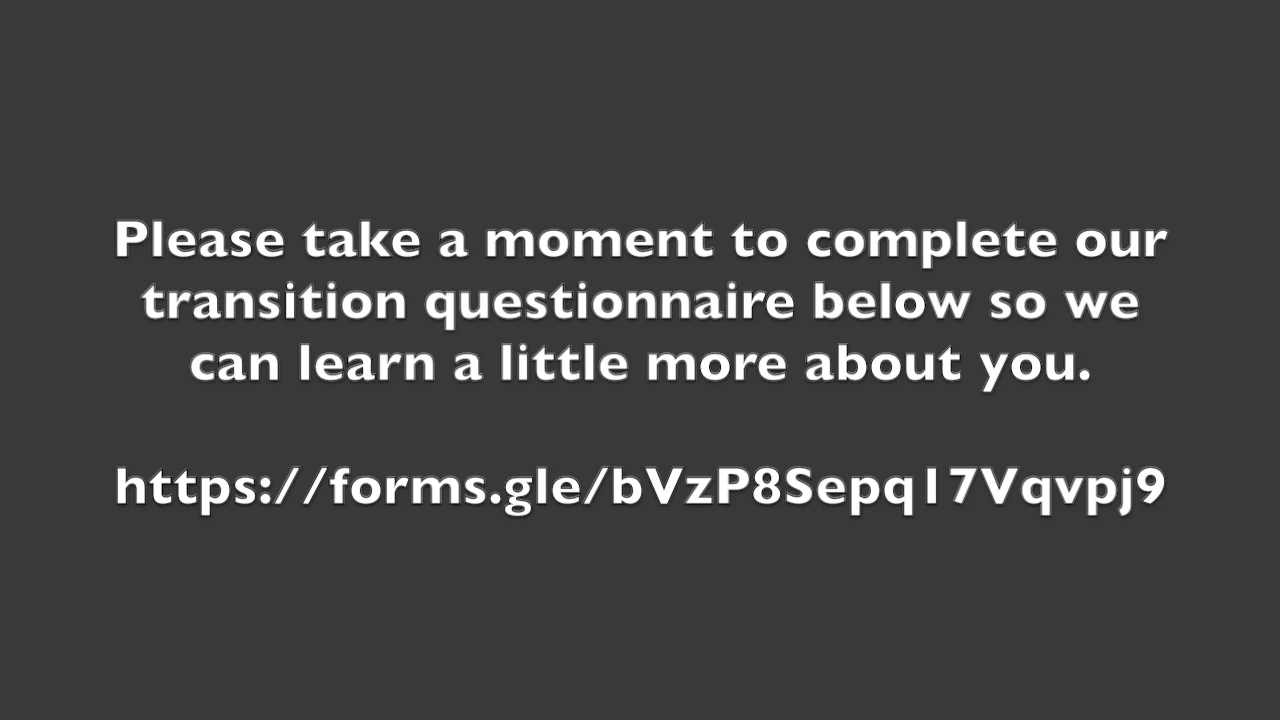 Please take a moment to complete our
transition questionnaire below so we
can learn a little more about you.
https://forms.gle/bVzP8Sepq17Vqvpj9